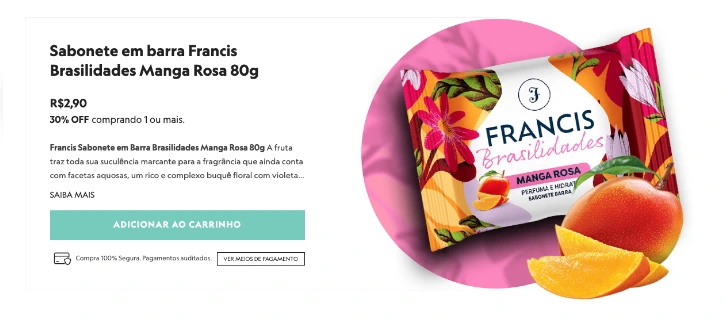 Sabonete em barra Francis
Brasilidades Manga Rosa 80g
R$2,90
30% OFF comprando 1 ou mais.
Francis Sabonete em Barra Brasilidades Manga Rosa 80g A fruta
traz toda sua suculência marcante para a fragrância que ainda conta
com facetas aquosas, um rico e complexo buquê floral com violeta...
SAIBA MAIS
ADICIONAR AO CARRINHO
Compra 100% Segura. Pagamentos auditados.
VER MEIOS DE PAGAMENTO
FRANCIS
Brasilidades
MANGA ROSA
PERFUMA E HIDRAT
SABONETE BARRA